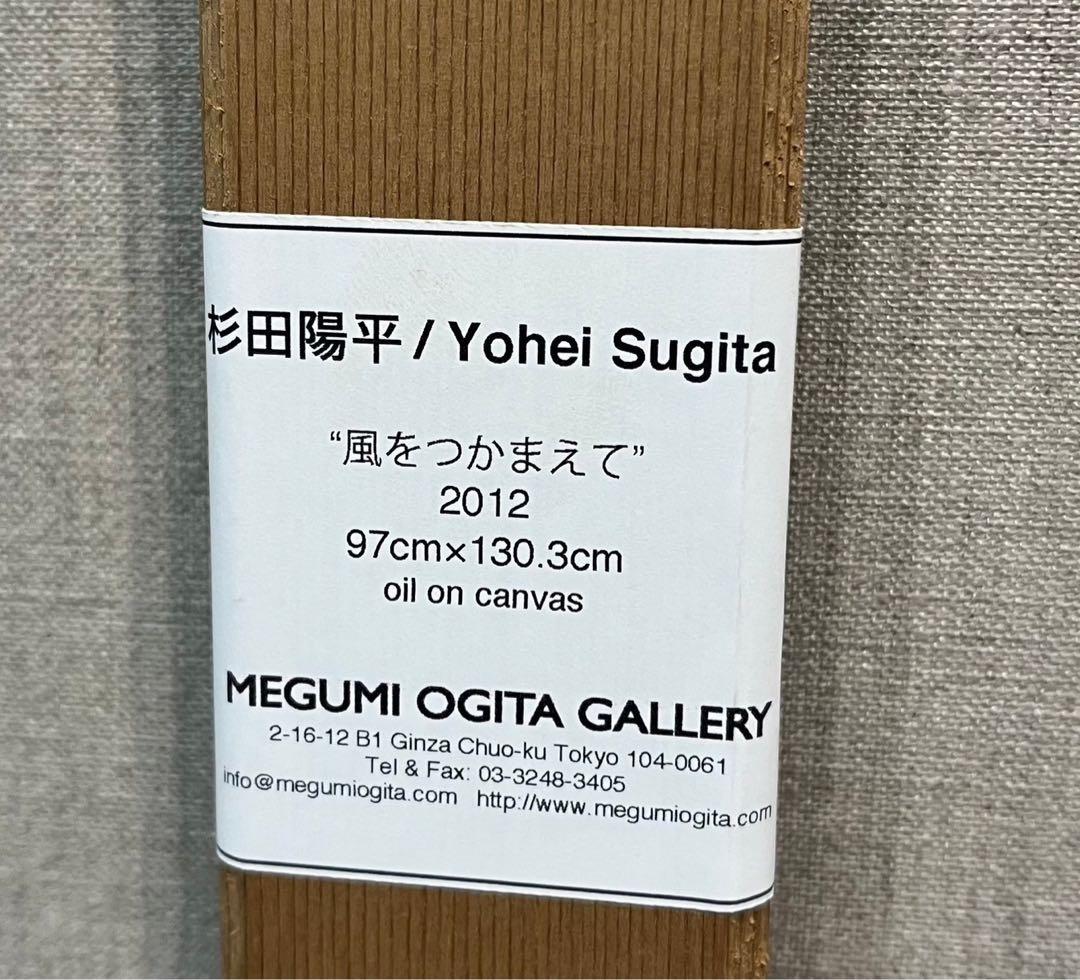 杉田陽平 / Yohei Sugita
“風をつかまえて”
2012
97cm×130.3cm
oil on canvas
MEGUMI OGITA GALLERY
2-16-12 B1 Ginza Chuo-ku Tokyo 104-0061
Tel & Fax: 03-3248-3405
info@megumiogita.com http://www.megumiogita.com